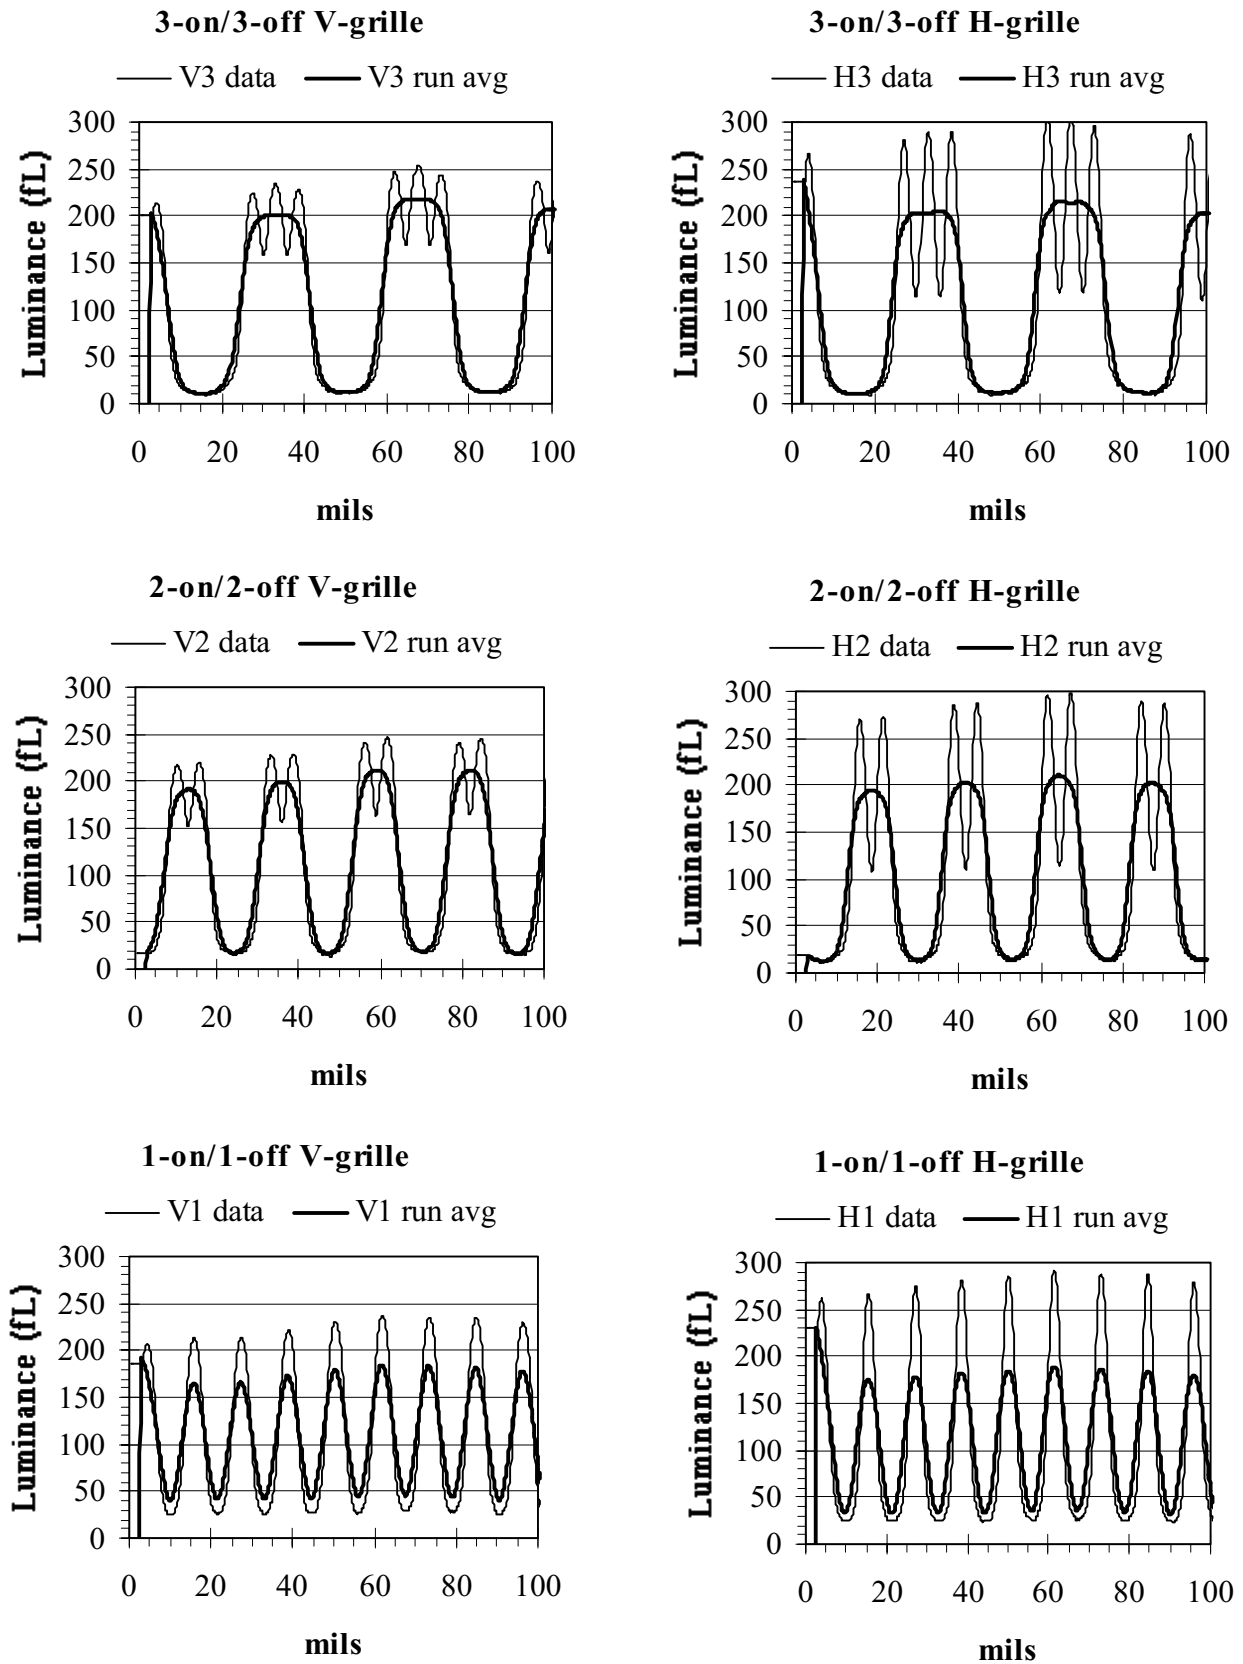 3-on/3-off V-grille
V3 data V3 run avg
Luminance (fL)
300
250
200
150
100
50
0
0 20 40 60 80 100
mils
3-on/3-off H-grille
H3 data H3 run avg
Luminance (fL)
300
250
200
150
100
50
0
0 20 40 60 80 100
mils
2-on/2-off V-grille
V2 data V2 run avg
Luminance (fL)
300
250
200
150
100
50
0
0 20 40 60 80 100
mils
2-on/2-off H-grille
H2 data H2 run avg
Luminance (fL)
300
250
200
150
100
50
0
0 20 40 60 80 100
mils
1-on/1-off V-grille
V1 data V1 run avg
Luminance (fL)
300
250
200
150
100
50
0
0 20 40 60 80 100
mils
1-on/1-off H-grille
H1 data H1 run avg
Luminance (fL)
300
250
200
150
100
50
0
0 20 40 60 80 100
mils